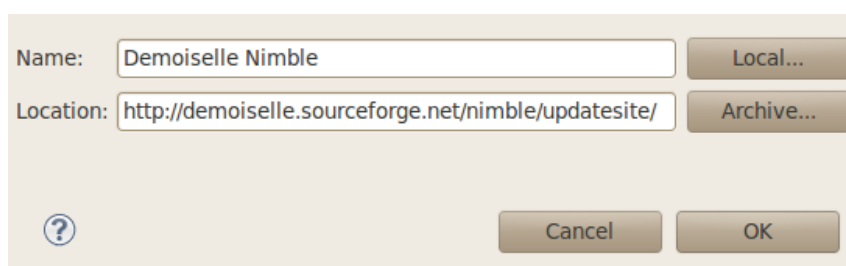 Name: Demoiselle Nimble Local...
Location: http://demoiselle.sourceforge.net/nimble/updatesite/ Archive...
? Cancel OK